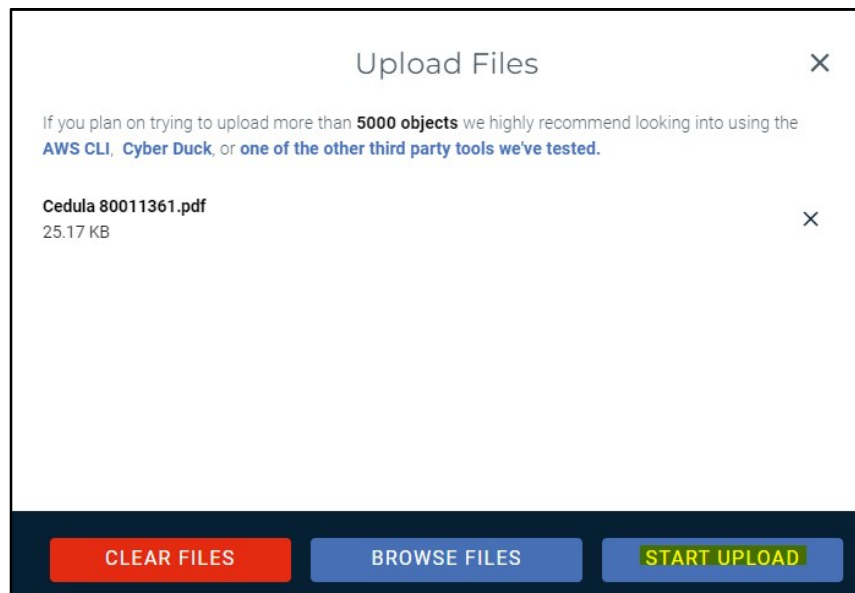 Upload Files
If you plan on trying to upload more than 5000 objects we highly recommend looking into using the
AWS CLI, Cyber Duck, or one of the other third party tools we've tested.
Cedula 80011361.pdf
25.17 KB
CLEAR FILES
BROWSE FILES
START UPLOAD